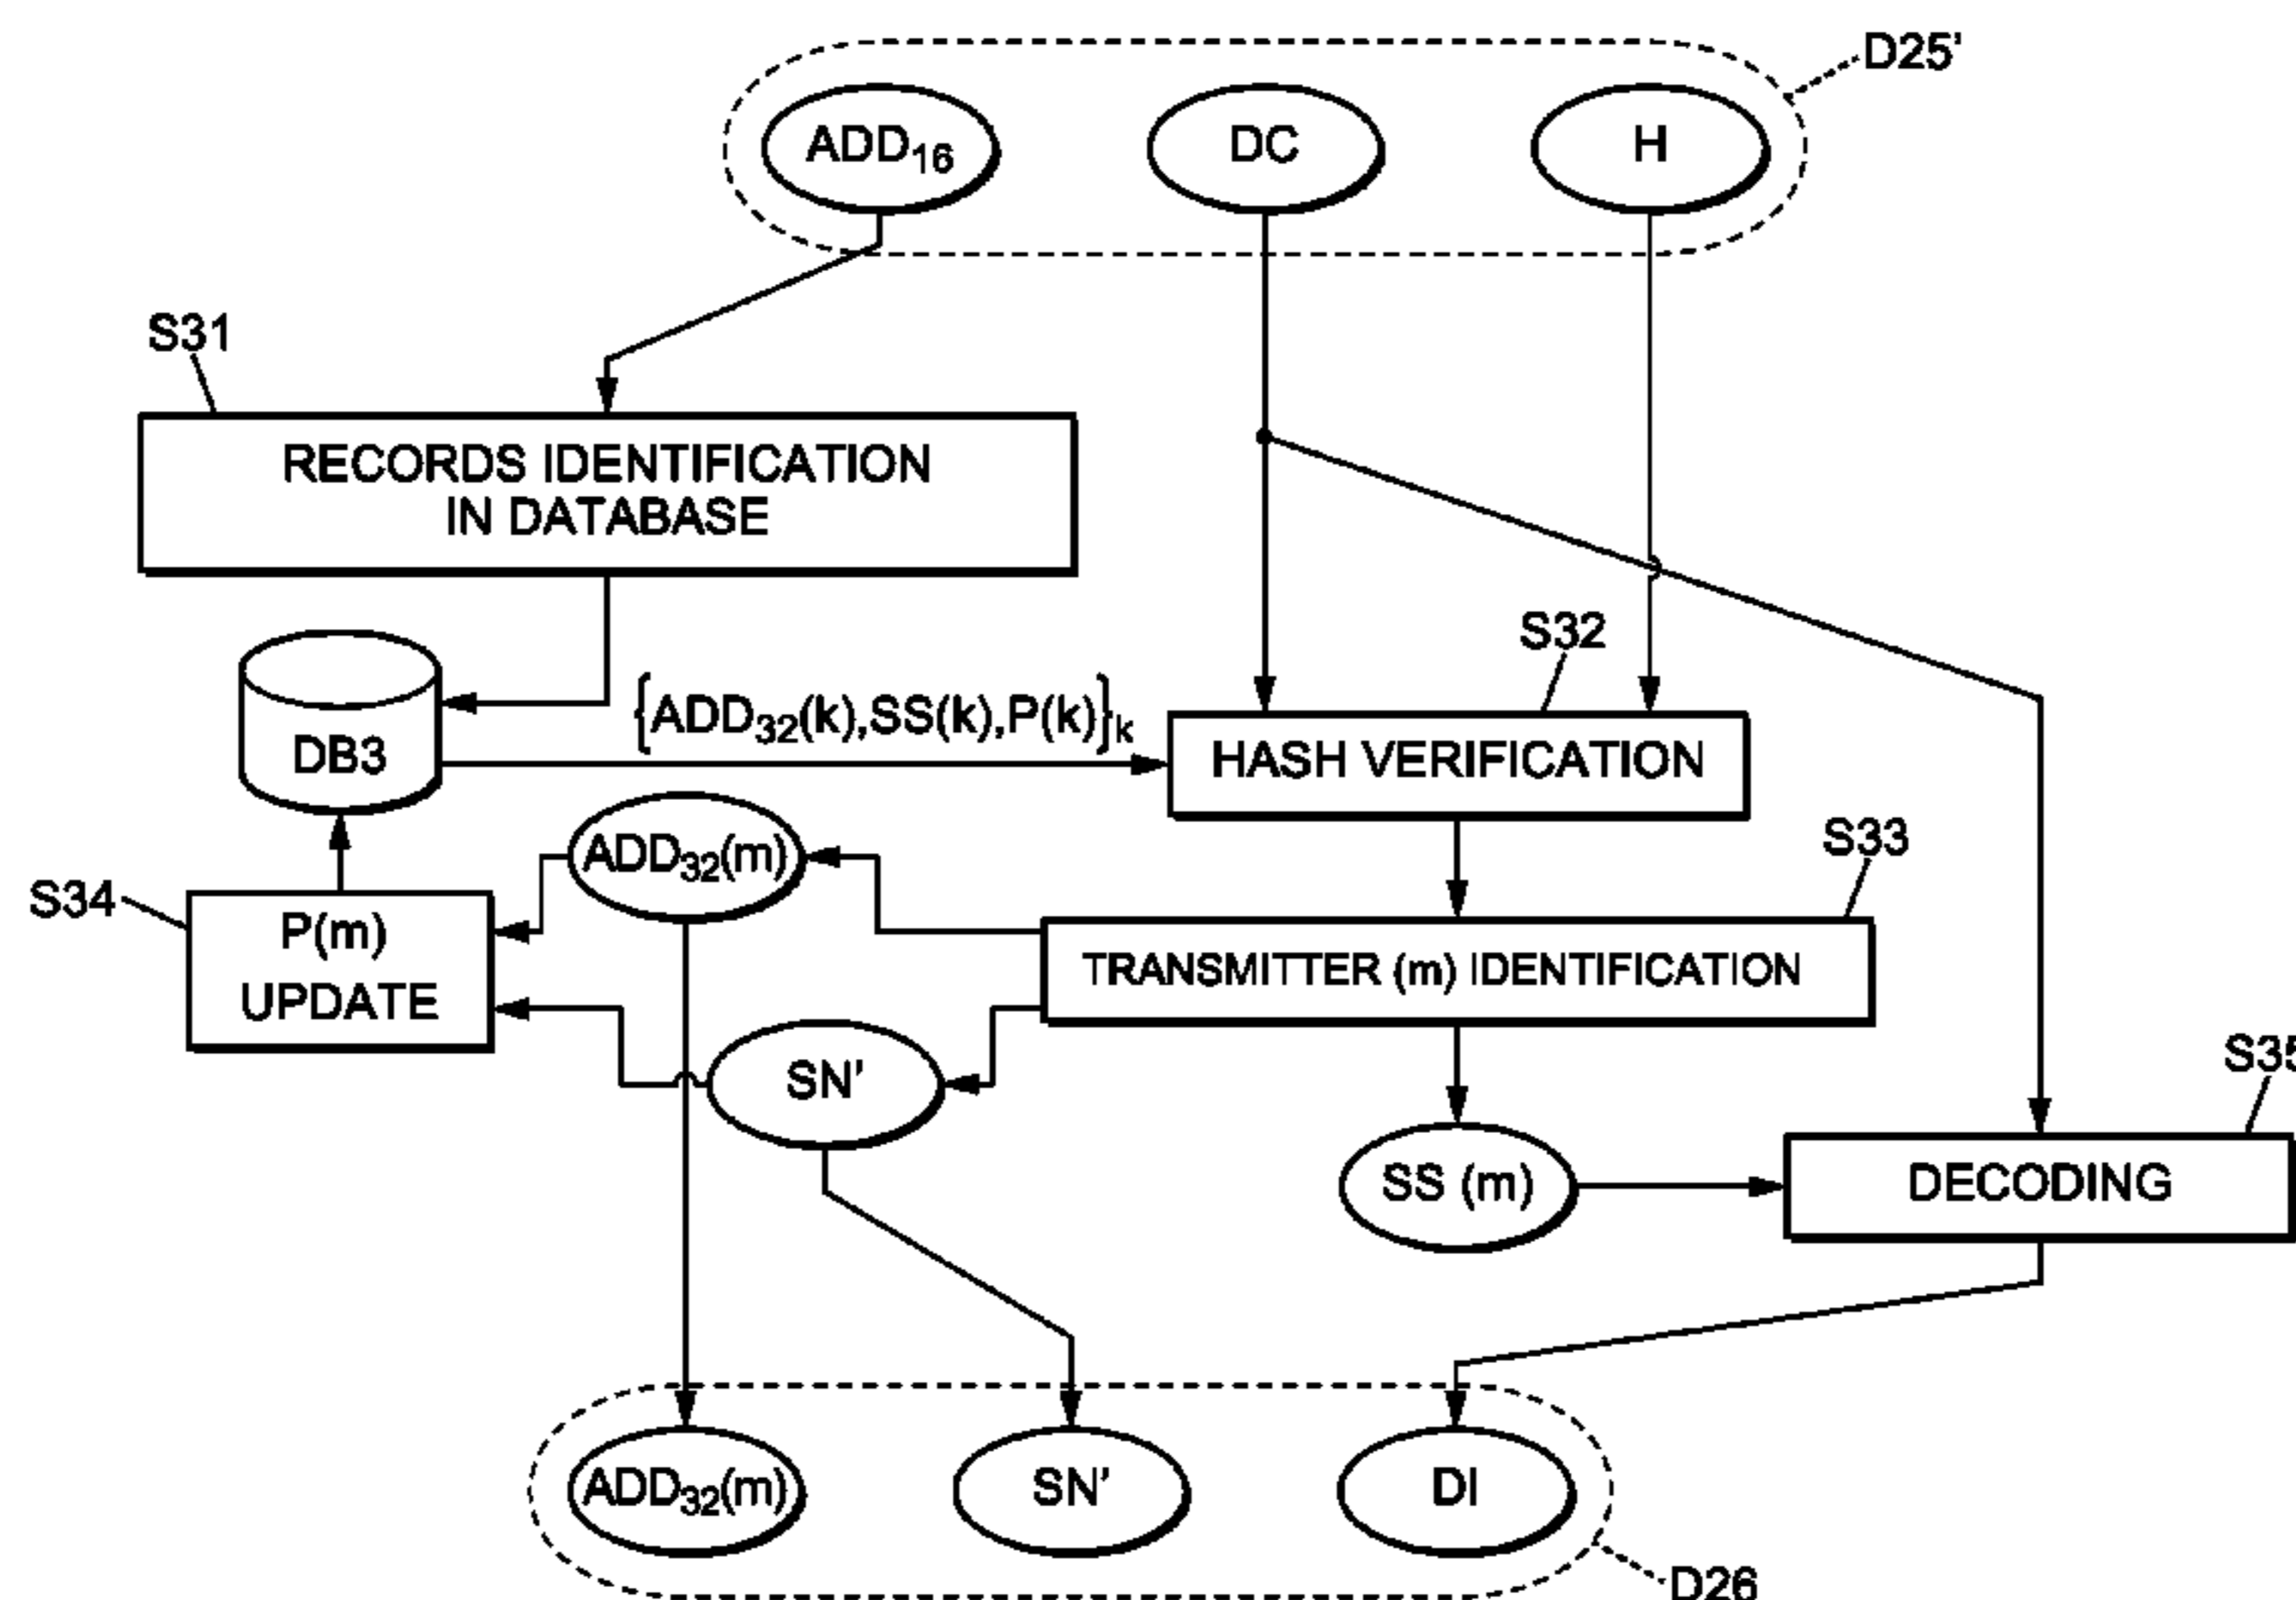 D25'
ADD16
DC
H
S31
RECORDS IDENTIFICATION
IN DATABASE
S32
{ADD32(k),SS(k),P(k)}k
DB3
HASH VERIFICATION
ADD32(m)
S33
S34
P(m)
UPDATE
TRANSMITTER (m) IDENTIFICATION
SN'
S35
SS (m)
DECODING
ADD32(m)
SN'
DI
D26